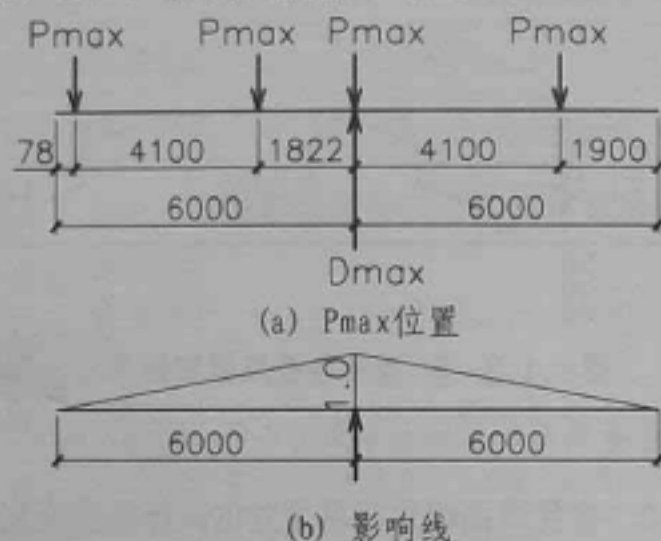 Pmax Pmax Pmax Pmax
78 4100 1822 4100 1900
6000 6000
Dmax
(a) Pmax位置
1.0
6000 6000
(b) 影响线